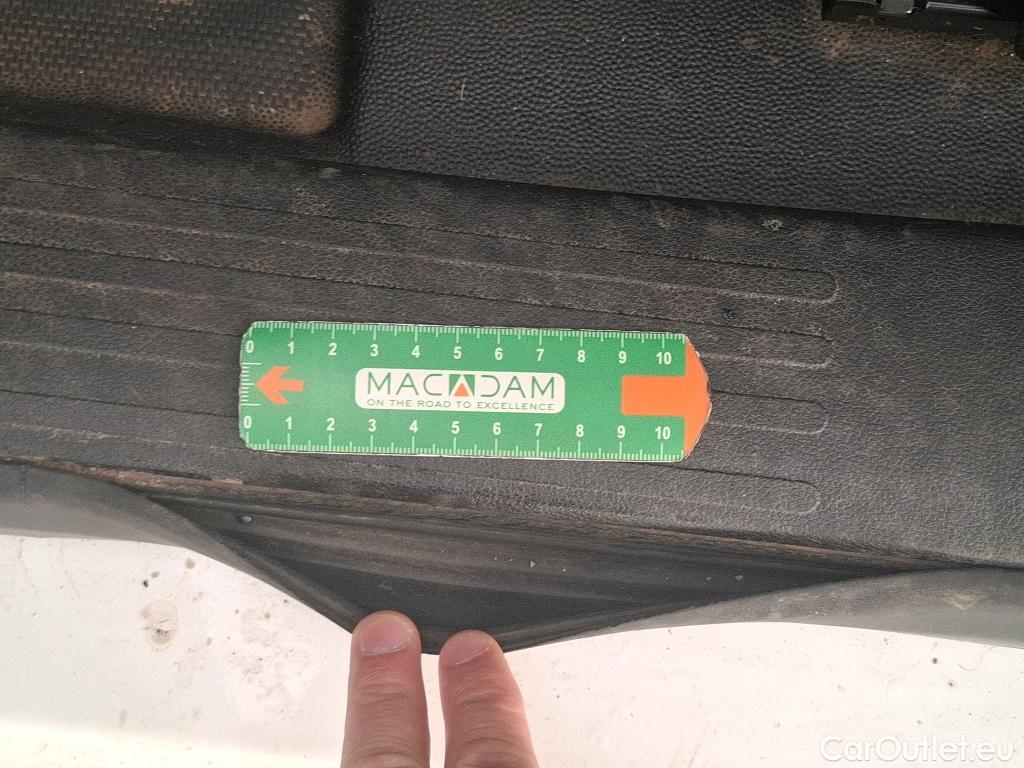 0 1 2 3 4 5 6 7 8 9 10
MACADAM
ON THE ROAD TO EXCELLENCE
0 1 2 3 4 5 6 7 8 9 10
CarOutlet.eu